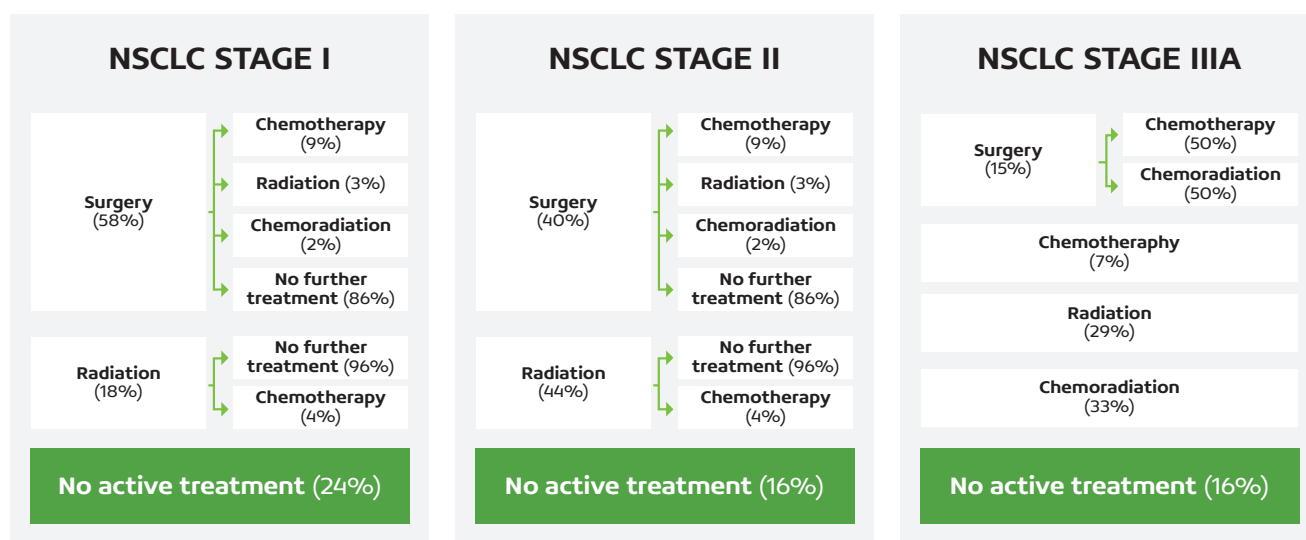 NSCLC STAGE I
Surgery
(58%)
Chemotherapy
(9%)
Radiation (3%)
Chemoradiation
(2%)
No further
treatment (86%)
Radiation
(18%)
No further
treatment (96%)
Chemotherapy
(4%)
No active treatment (24%)
NSCLC STAGE II
Surgery
(40%)
Chemotherapy
(9%)
Radiation (3%)
Chemoradiation
(2%)
No further
treatment (86%)
Radiation
(44%)
No further
treatment (96%)
Chemotherapy
(4%)
No active treatment (16%)
NSCLC STAGE IIIA
Surgery
(15%)
Chemotherapy
(50%)
Chemoradiation
(50%)
Chemotheraphy
(7%)
Radiation
(29%)
Chemoradiation
(33%)
No active treatment (16%)